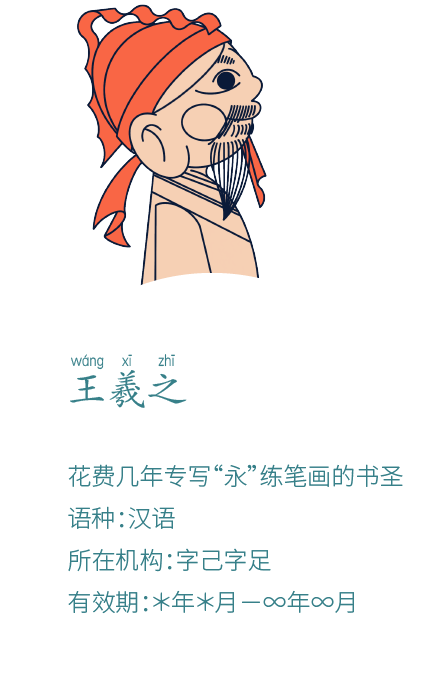 wáng xī zhī
王羲之
花费几年专写“永”练笔画的书圣
语种：汉语
所在机构：字己字足
有效期：＊年＊月－∞年∞月